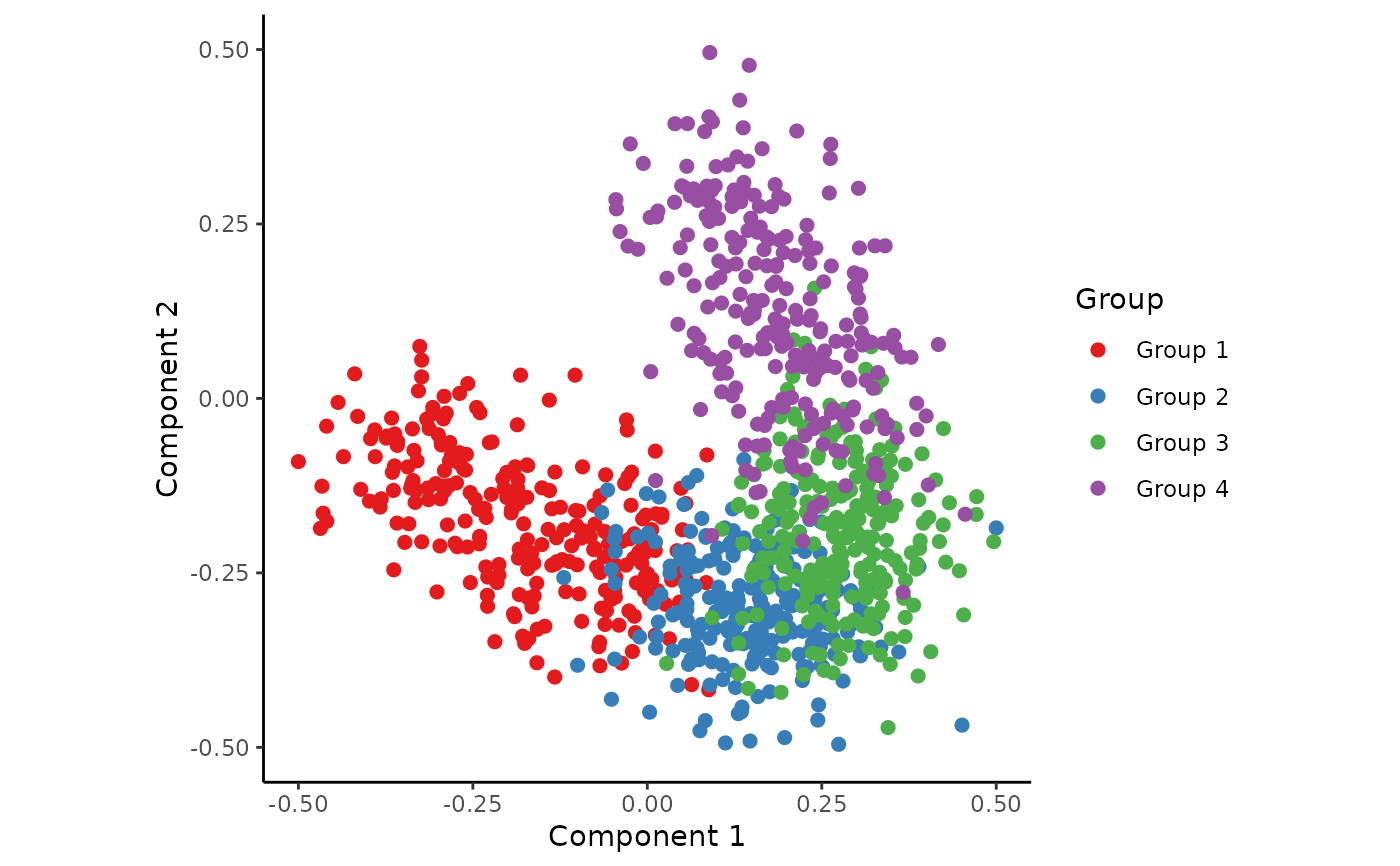 0.50
0.25
0.00
-0.25
-0.50
Component 2
-0.50 -0.25 0.00 0.25 0.50
Component 1
Group
Group 1
Group 2
Group 3
Group 4